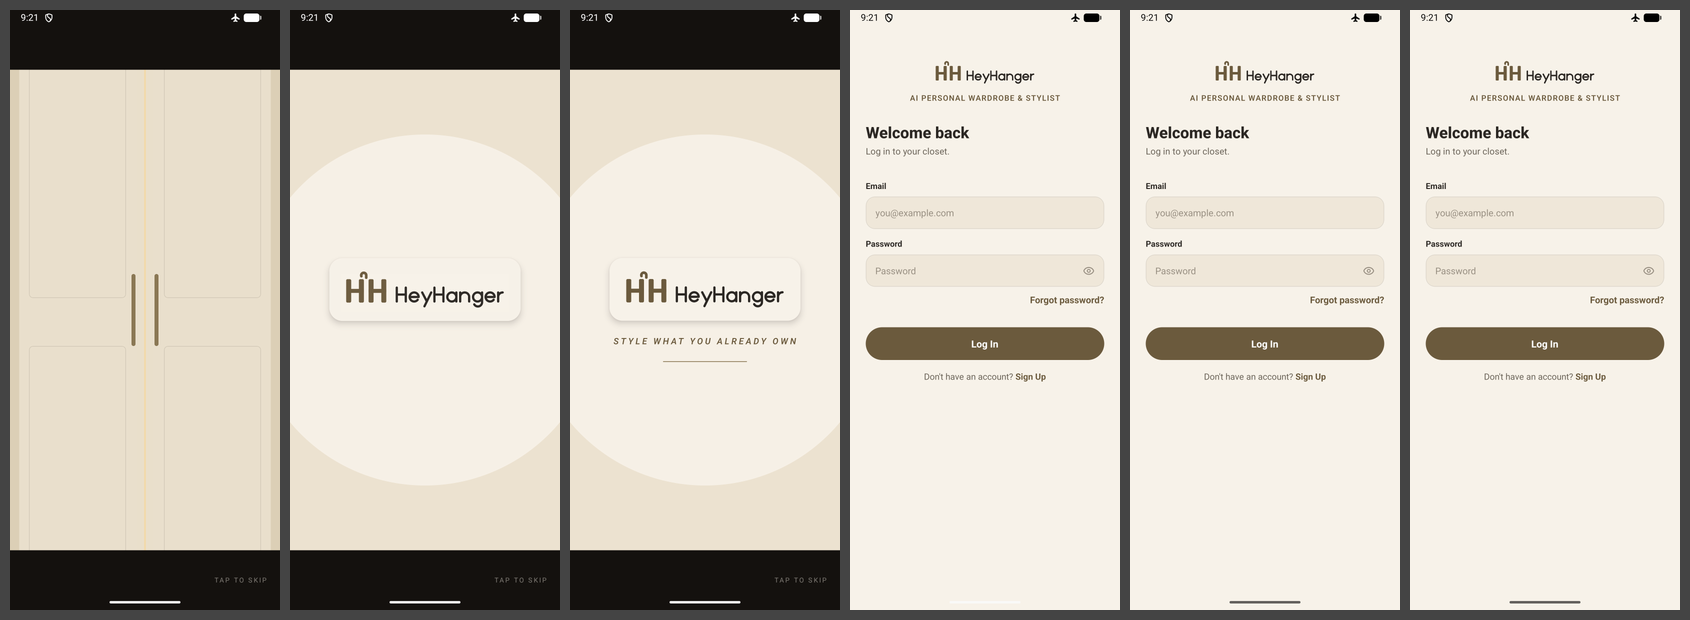 9:21
TAP TO SKIP
9:21
HH HeyHanger
TAP TO SKIP
9:21
HH HeyHanger
STYLE WHAT YOU ALREADY OWN
TAP TO SKIP
9:21
HH HeyHanger
AI PERSONAL WARDROBE & STYLIST
Welcome back
Log in to your closet.
Email
you@example.com
Password
Password
Forgot password?
Log In
Don't have an account? Sign Up
9:21
HH HeyHanger
AI PERSONAL WARDROBE & STYLIST
Welcome back
Log in to your closet.
Email
you@example.com
Password
Password
Forgot password?
Log In
Don't have an account? Sign Up
9:21
HH HeyHanger
AI PERSONAL WARDROBE & STYLIST
Welcome back
Log in to your closet.
Email
you@example.com
Password
Password
Forgot password?
Log In
Don't have an account? Sign Up